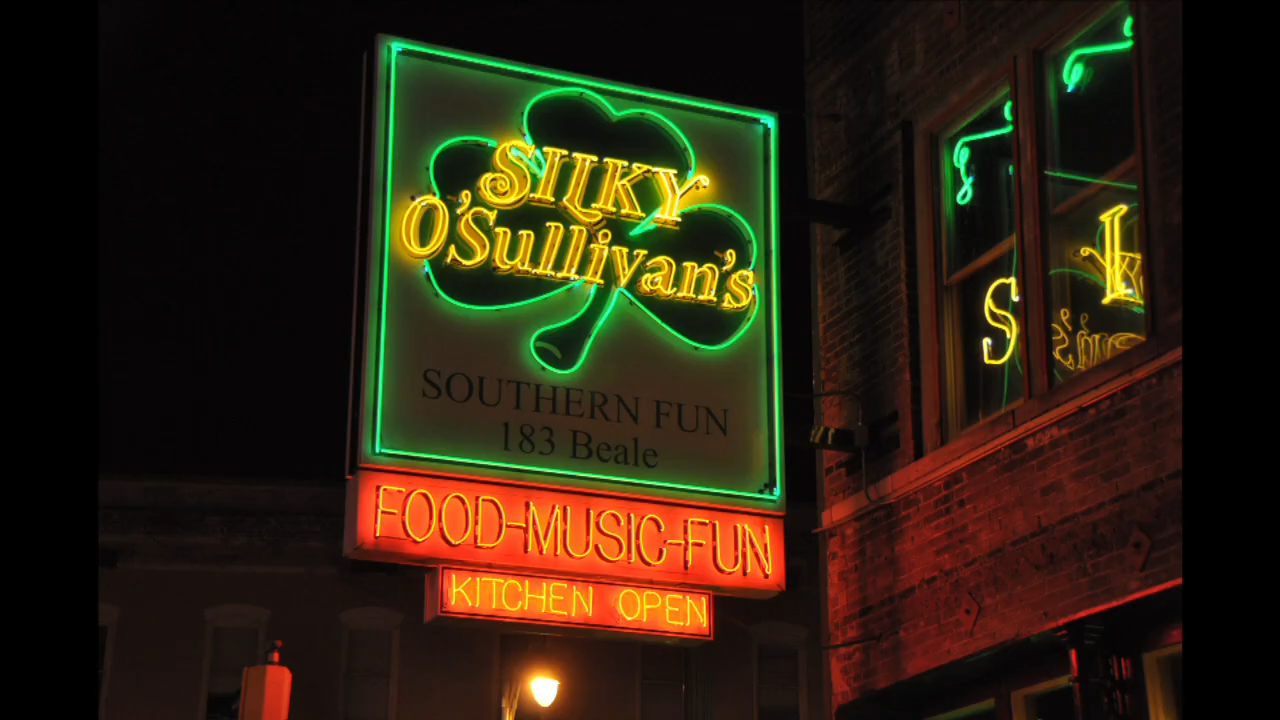 SILKY
O'Sullivan's
SOUTHERN FUN
183 Beale
FOOD-MUSIC-FUN
KITCHEN OPEN
S